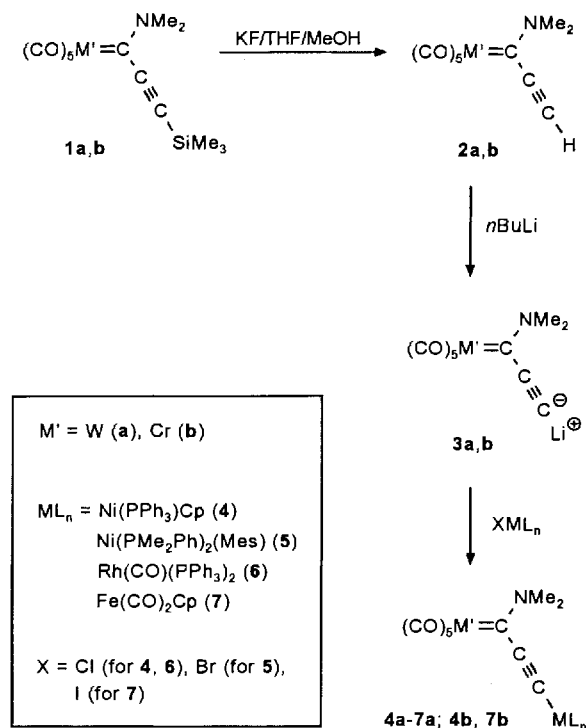 NMe2
(CO)5M'=C
C
≡
C
SiMe3
1a,b
KF/THF/MeOH
NMe2
(CO)5M'=C
C
≡
C
H
2a,b
nBuLi
NMe2
(CO)5M'=C
C
≡
C⊖
Li⊕
3a,b
XMLn
NMe2
(CO)5M'=C
C
≡
C
MLn
4a-7a; 4b, 7b
M' = W (a), Cr (b)
MLn = Ni(PPh3)Cp (4)
Ni(PMe2Ph)2(Mes) (5)
Rh(CO)(PPh3)2 (6)
Fe(CO)2Cp (7)
X = Cl (for 4, 6), Br (for 5),
I (for 7)